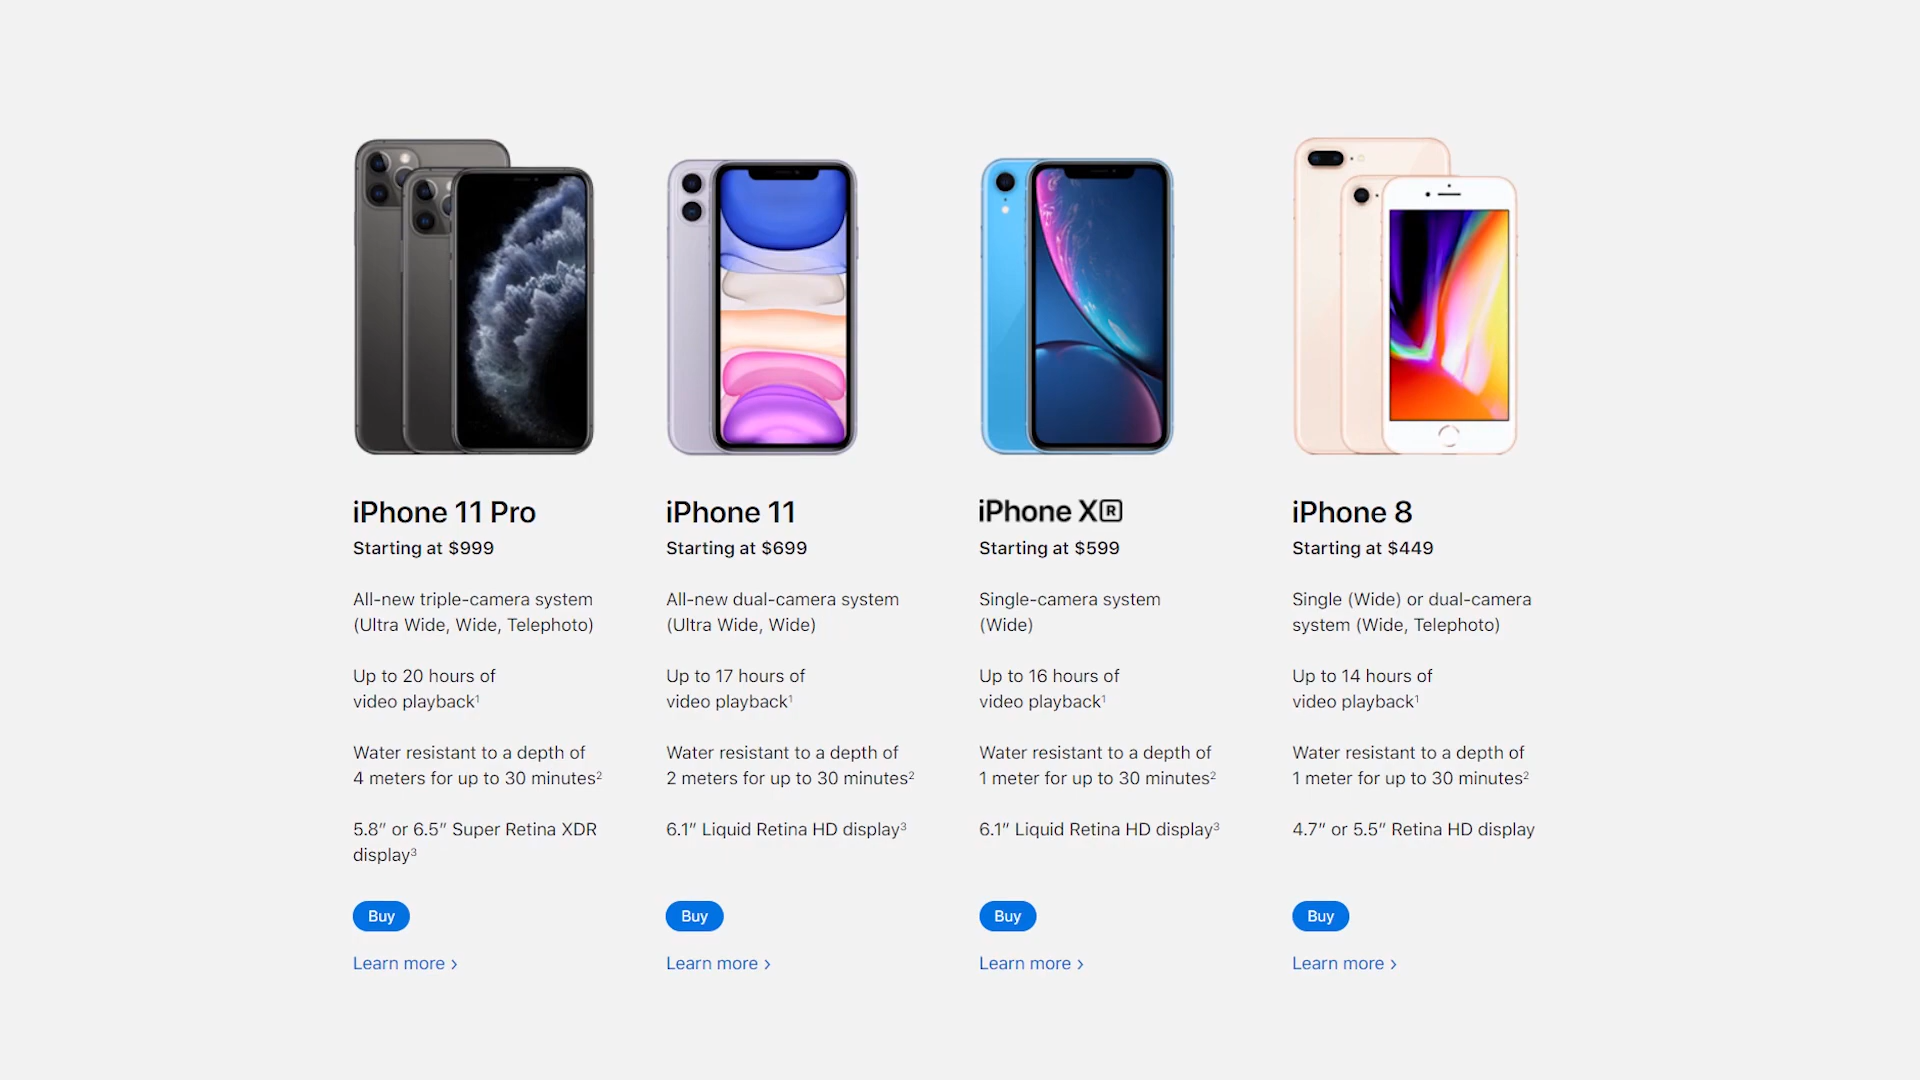 iPhone 11 Pro
Starting at $999
All-new triple-camera system
(Ultra Wide, Wide, Telephoto)
Up to 20 hours of
video playback¹
Water resistant to a depth of
4 meters for up to 30 minutes²
5.8” or 6.5” Super Retina XDR
display³
Buy
Learn more ›
iPhone 11
Starting at $699
All-new dual-camera system
(Ultra Wide, Wide)
Up to 17 hours of
video playback¹
Water resistant to a depth of
2 meters for up to 30 minutes²
6.1” Liquid Retina HD display³
Buy
Learn more ›
iPhone XR
Starting at $599
Single-camera system
(Wide)
Up to 16 hours of
video playback¹
Water resistant to a depth of
1 meter for up to 30 minutes²
6.1” Liquid Retina HD display³
Buy
Learn more ›
iPhone 8
Starting at $449
Single (Wide) or dual-camera
system (Wide, Telephoto)
Up to 14 hours of
video playback¹
Water resistant to a depth of
1 meter for up to 30 minutes²
4.7” or 5.5” Retina HD display
Buy
Learn more ›